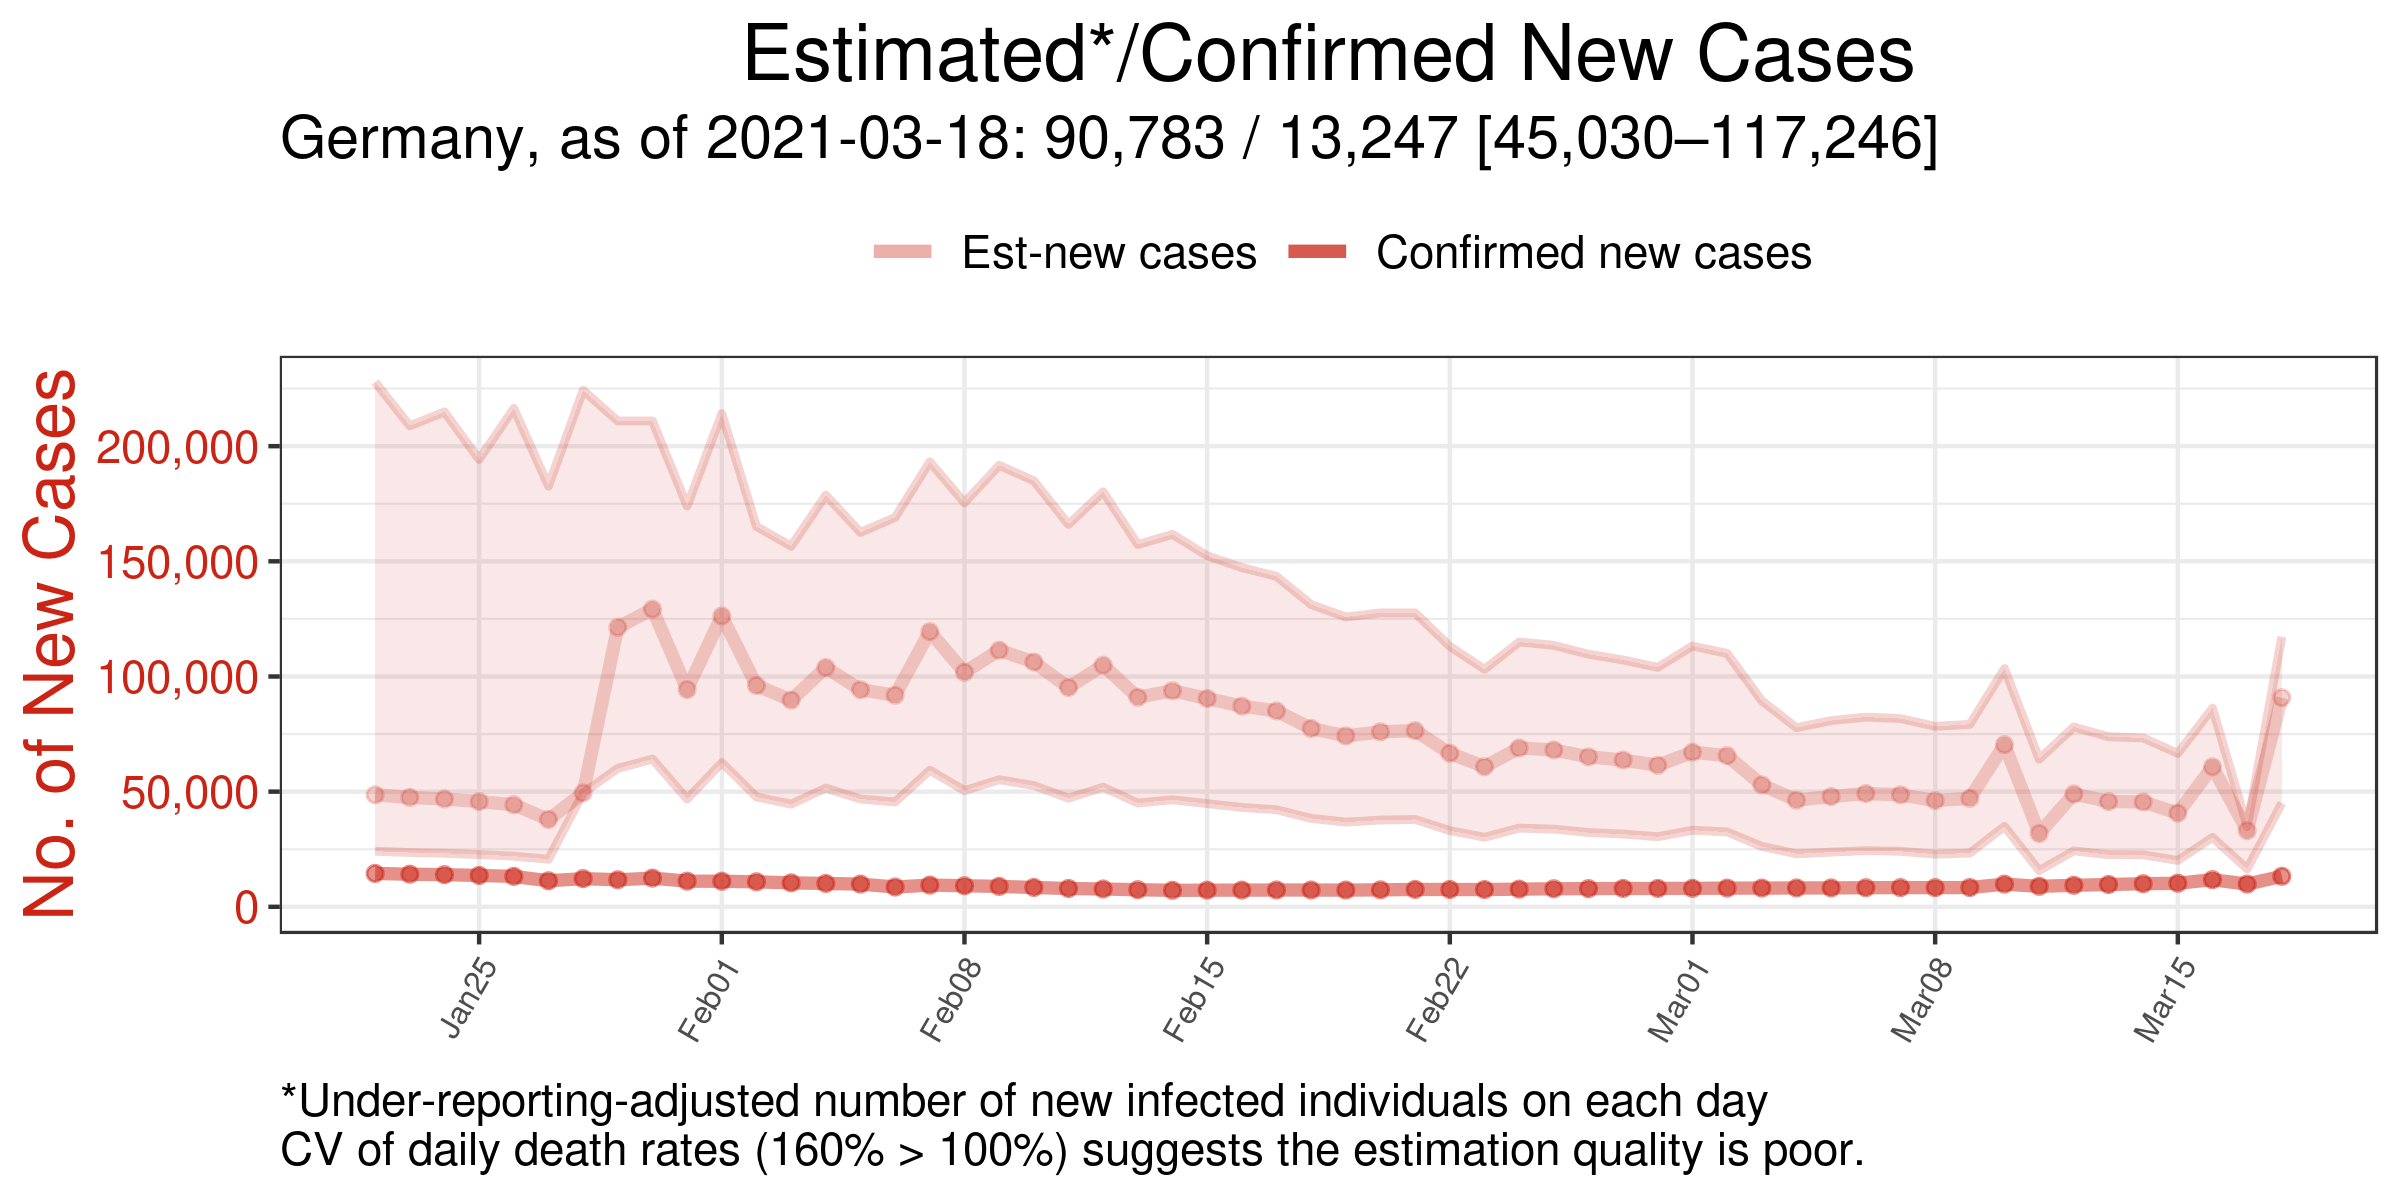 Estimated*/Confirmed New Cases
Germany, as of 2021-03-18: 90,783 / 13,247 [45,030–117,246]
Est-new cases Confirmed new cases
No. of New Cases
200,000
150,000
100,000
50,000
0
Jan25 Feb01 Feb08 Feb15 Feb22 Mar01 Mar08 Mar15
*Under-reporting-adjusted number of new infected individuals on each day
CV of daily death rates (160% > 100%) suggests the estimation quality is poor.